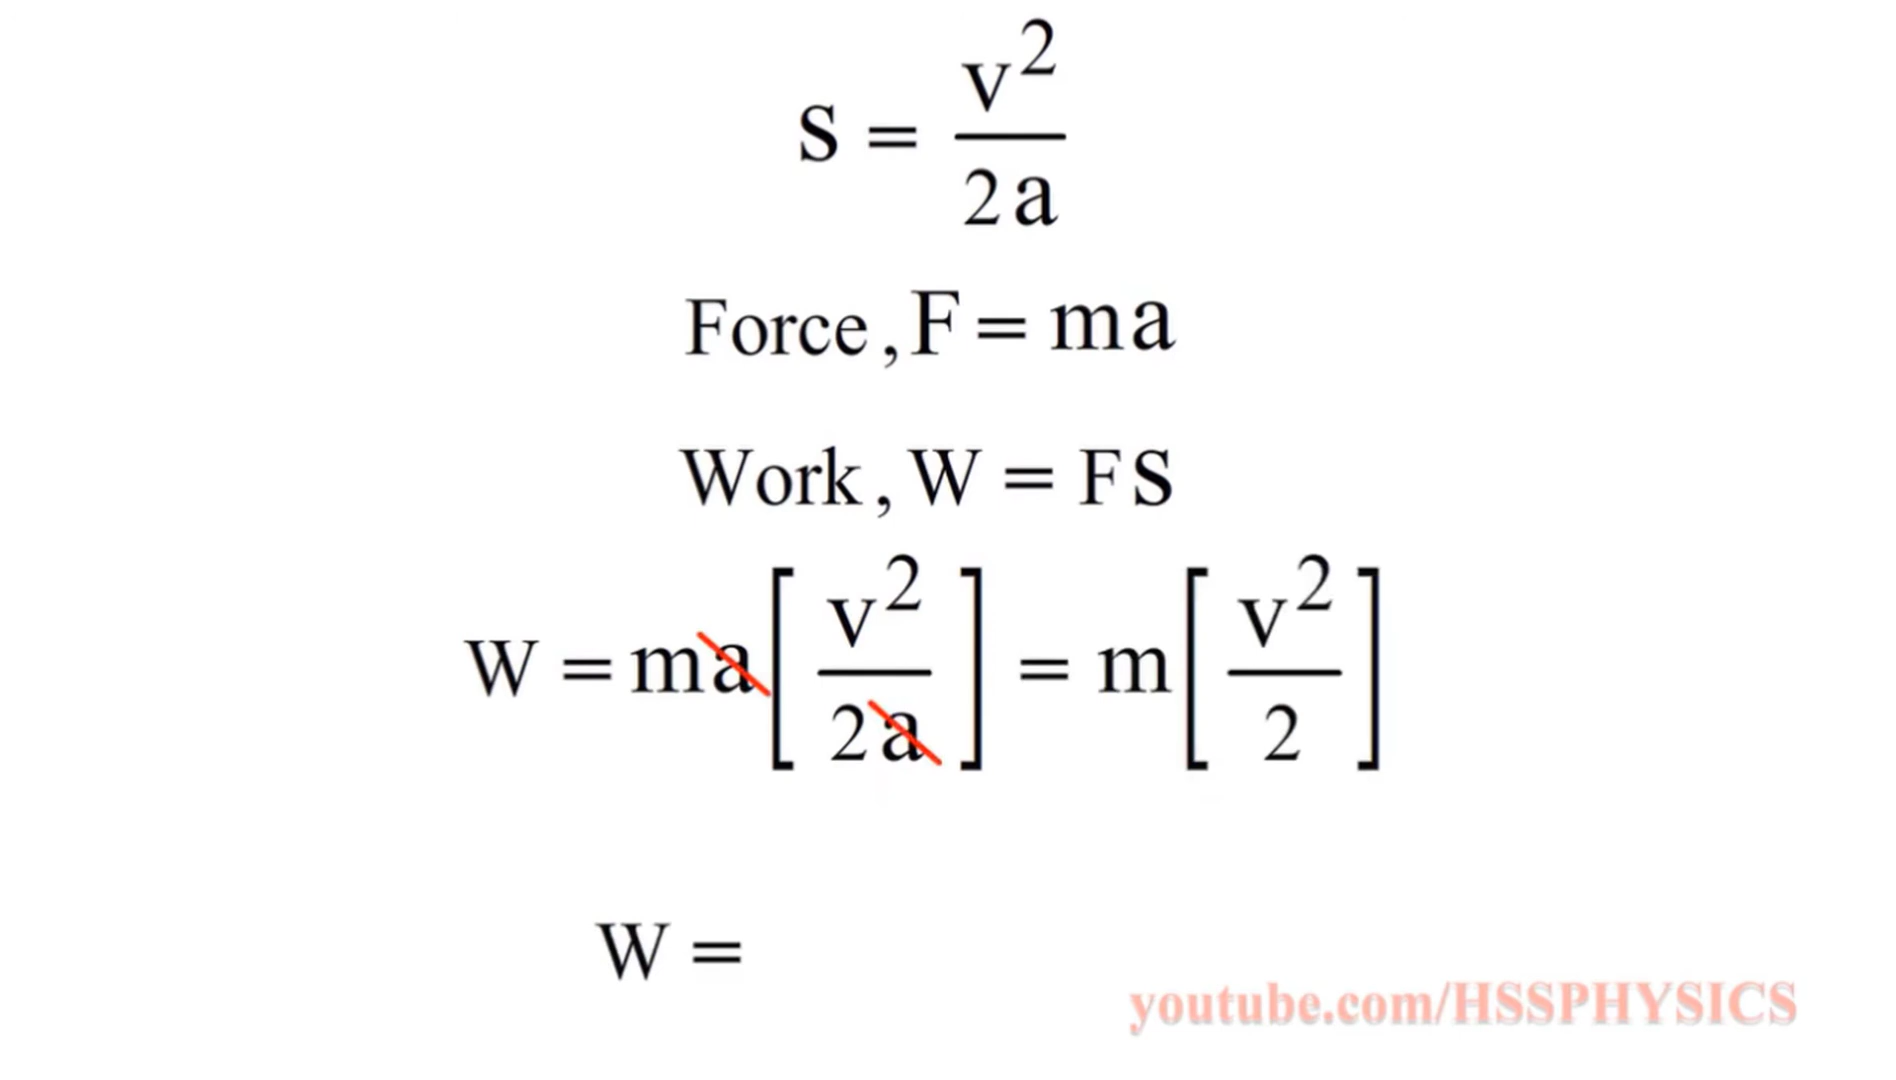 S = v²/2a
Force, F = ma
Work, W = FS
W = ma[v²/2a] = m[v²/2]
W =
youtube.com/HSSPHYSICS